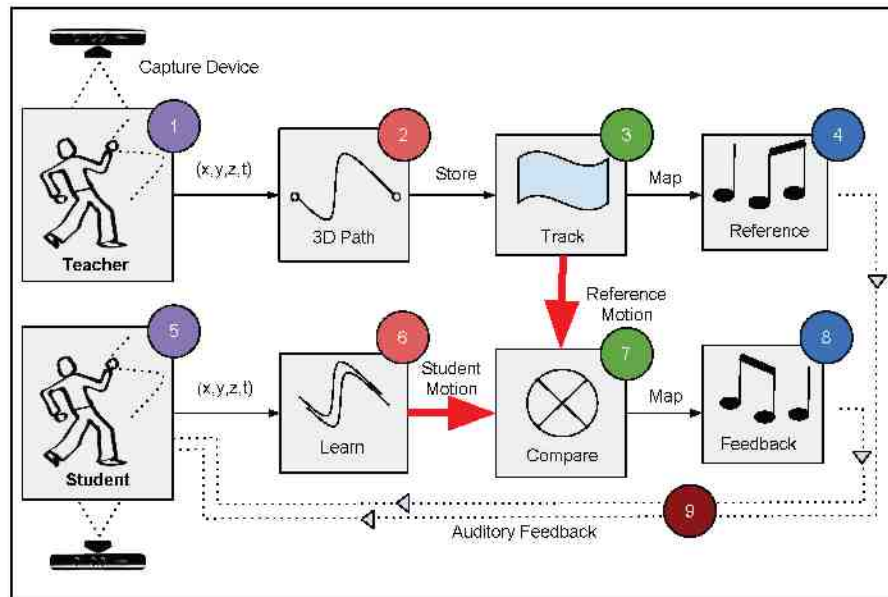 Capture Device
1
2
3
4
(x,y,z,t)
Store
Map
Teacher
3D Path
Track
Reference
Reference
Motion
5
6
7
8
(x,y,z,t)
Student
Motion
Map
Student
Learn
Compare
Feedback
9
Auditory Feedback